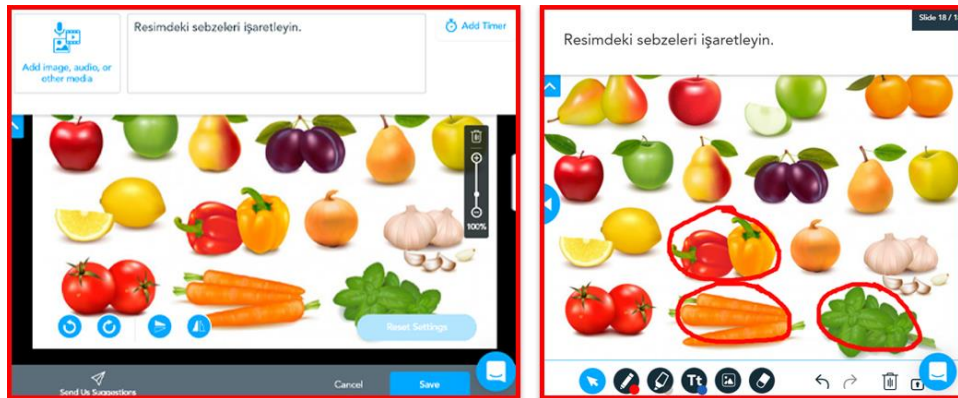 Add image, audio, or
other media
Resimdeki sebzeleri işaretleyin.
Add Timer
100%
Reset Settings
Send Us Suggestions
Cancel
Save
Slide 18 /
Resimdeki sebzeleri işaretleyin.
Tt